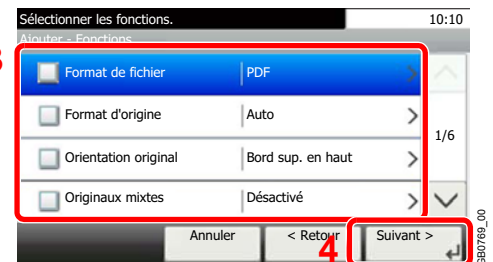 Sélectionner les fonctions. 10:10
Ajouter - Fonctions
3
Format de fichier PDF
Format d'origine Auto
1/6
Orientation original Bord sup. en haut
Originaux mixtes Désactivé
Annuler < Retour Suivant >
4
GB0769_00